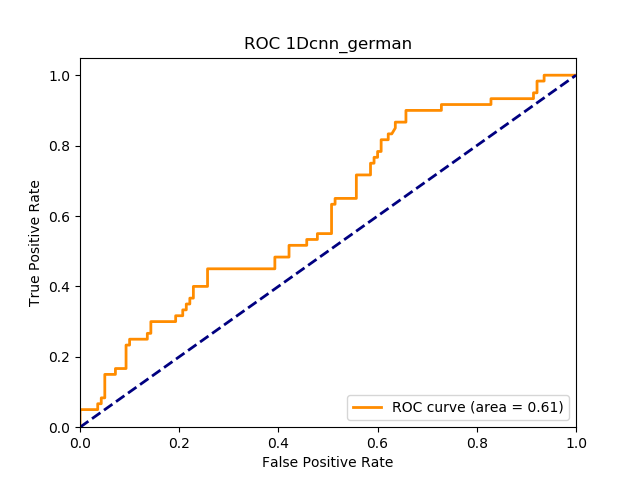 ROC 1Dcnn_german
1.0
0.8
0.6
0.4
0.2
0.0
True Positive Rate
ROC curve (area = 0.61)
0.0 0.2 0.4 0.6 0.8 1.0
False Positive Rate